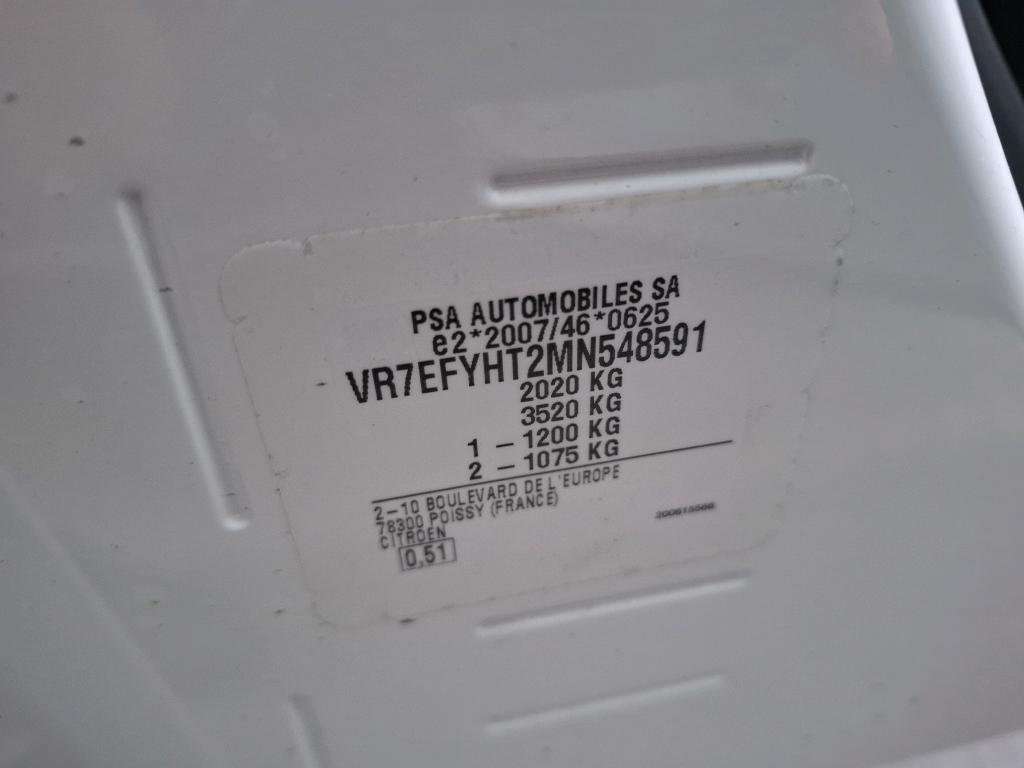 PSA AUTOMOBILES SA
e2*2007/46*0625
VR7EFYHT2MN548591
2020 KG
3520 KG
1 - 1200 KG
2 - 1075 KG
2-10 BOULEVARD DE L'EUROPE
78300 POISSY (FRANCE)
CITROEN
0,51